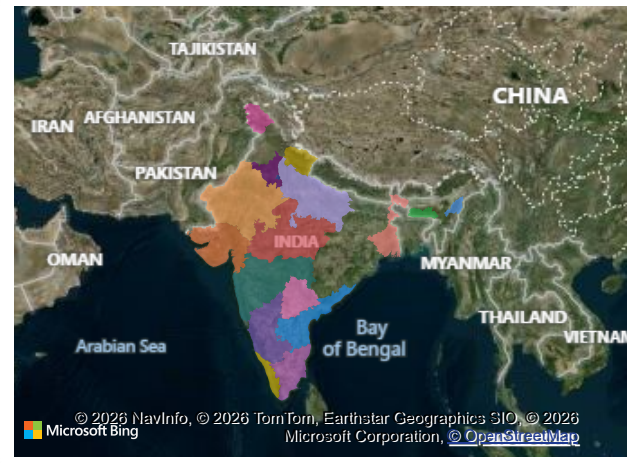 TAJIKISTAN
CHINA
AFGHANISTAN
IRAN
PAKISTAN
INDIA
OMAN
MYANMAR
THAILAND
VIETNAM
Bay
of Bengal
Arabian Sea
© 2026 NavInfo, © 2026 TomTom, Earthstar Geographics SIO, © 2026
Microsoft Bing
Microsoft Corporation, © OpenStreetMap